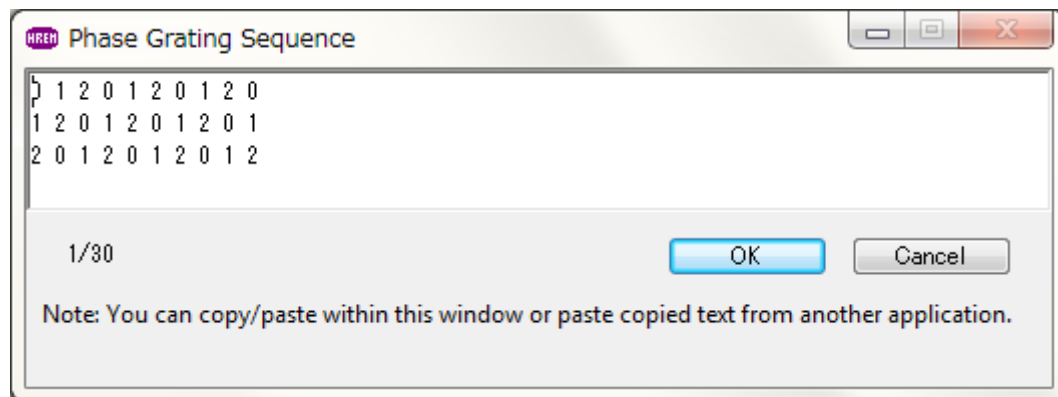 HREM Phase Grating Sequence
0 1 2 0 1 2 0 1 2 0
1 2 0 1 2 0 1 2 0 1
2 0 1 2 0 1 2 0 1 2
1/30 OK Cancel
Note: You can copy/paste within this window or paste copied text from another application.